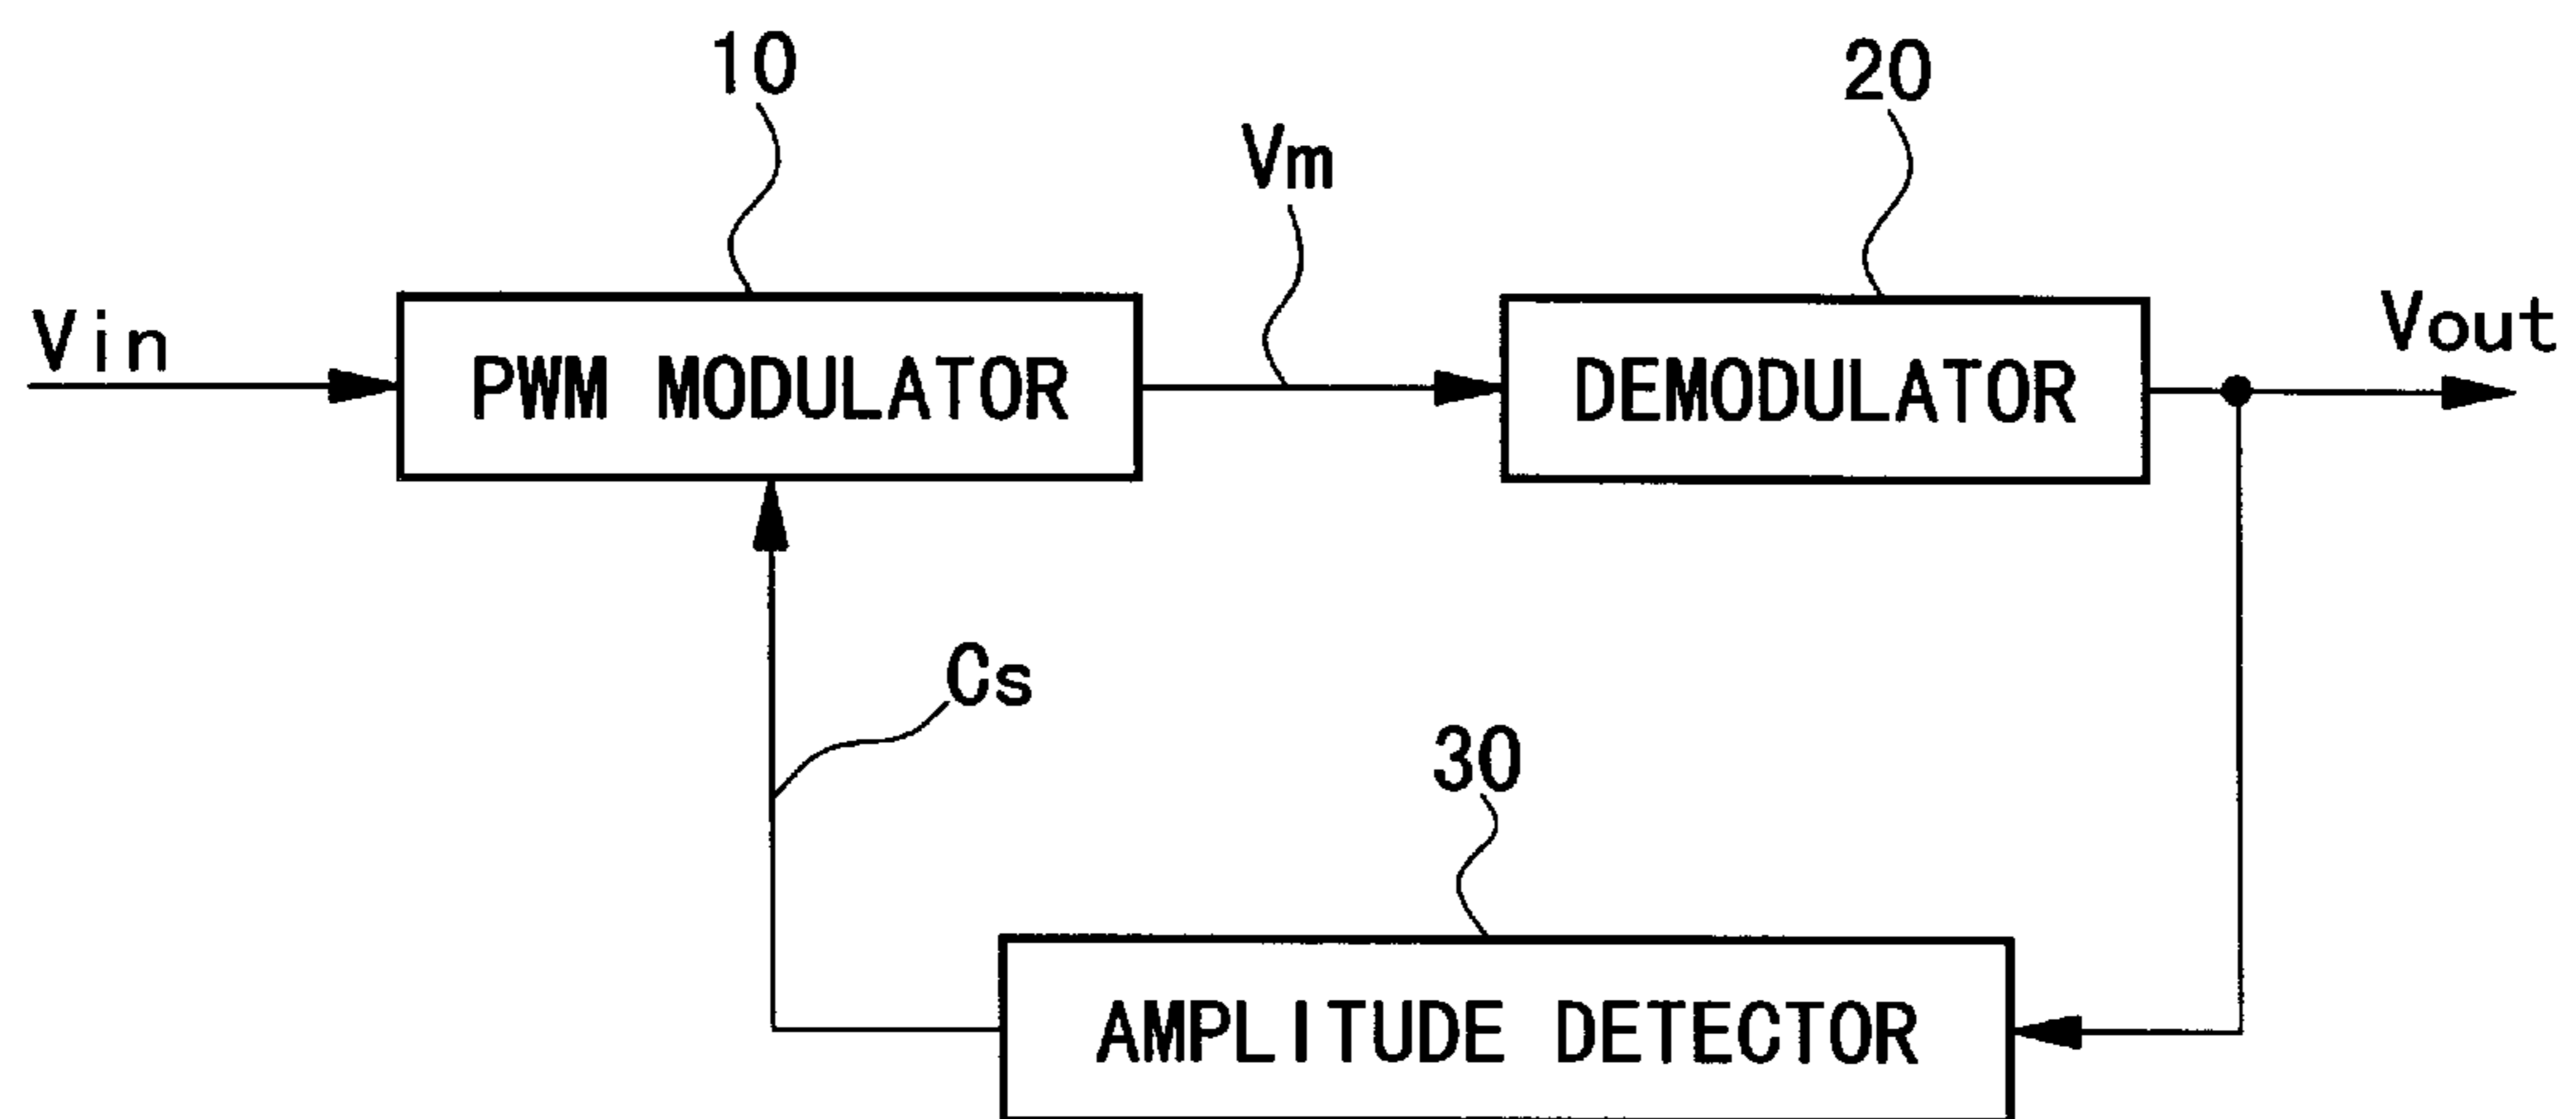 10
20
Vm
Vin
Vout
PWM MODULATOR
DEMODULATOR
Cs
30
AMPLITUDE DETECTOR